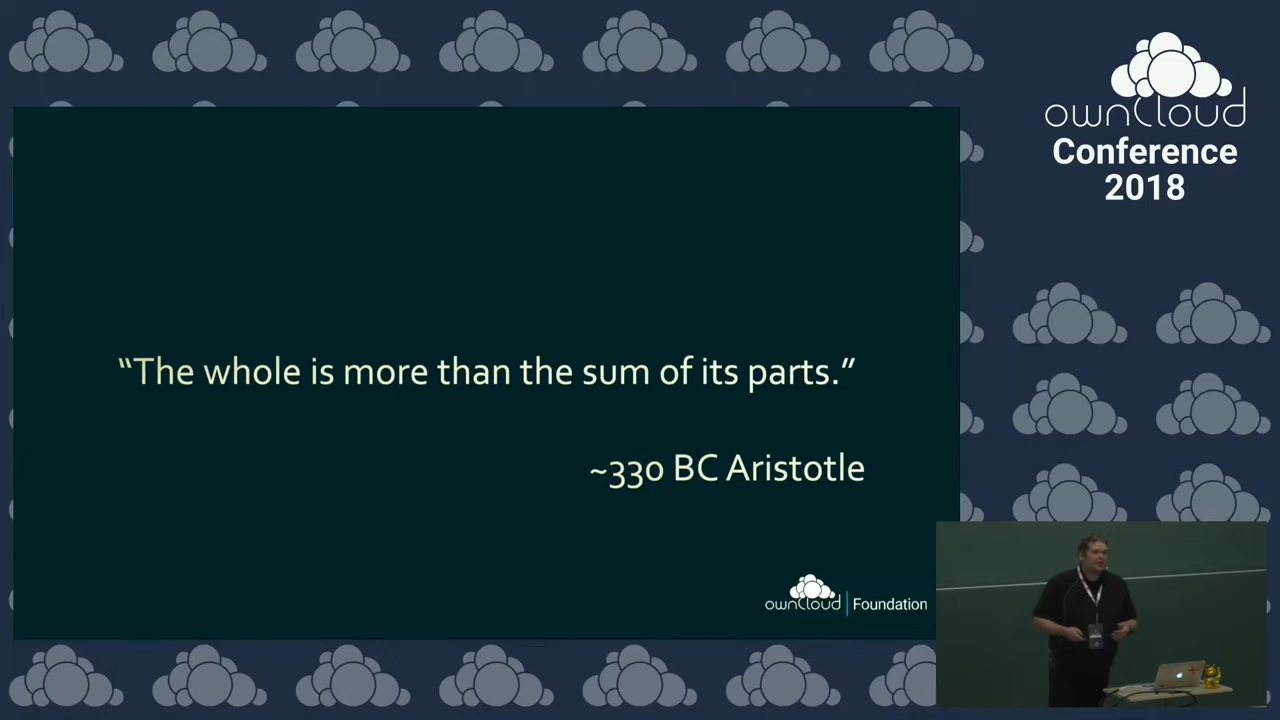 ownCloud
Conference
2018
“The whole is more than the sum of its parts.”
~330 BC Aristotle
ownCloud | Foundation